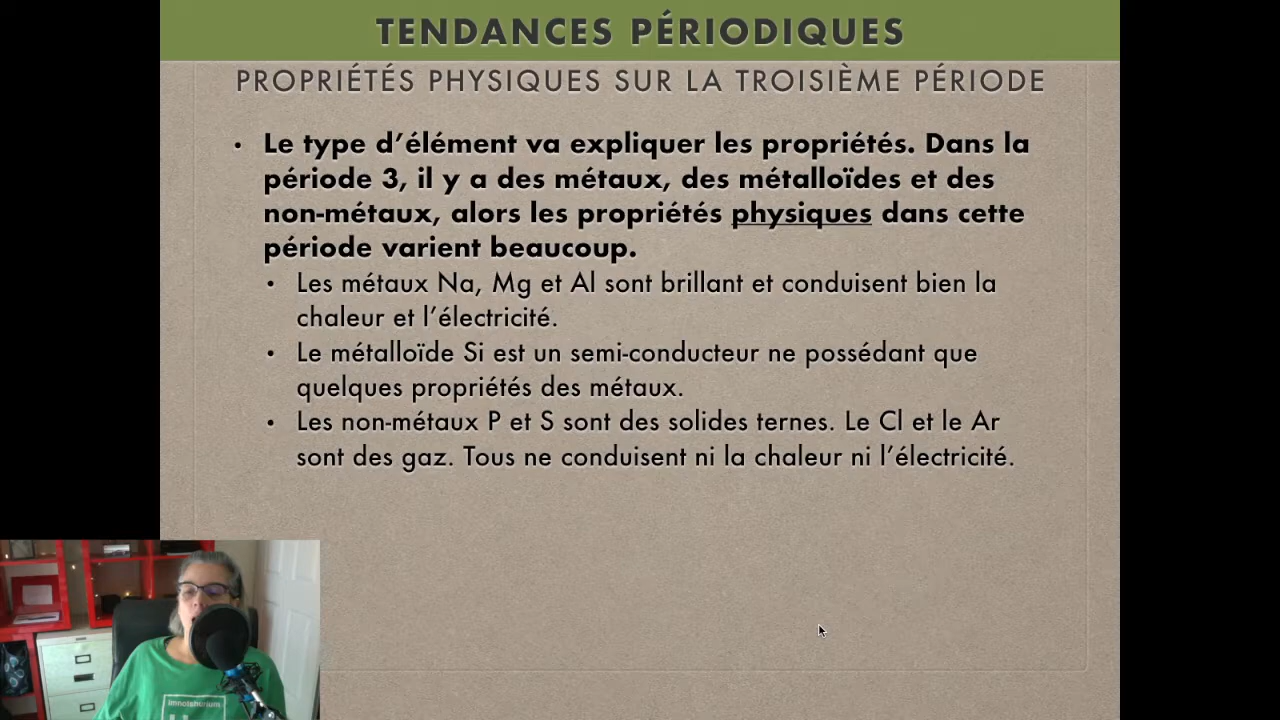 TENDANCES PÉRIODIQUES
PROPRIÉTÉS PHYSIQUES SUR LA TROISIÈME PÉRIODE
• Le type d’élément va expliquer les propriétés. Dans la
période 3, il y a des métaux, des métalloïdes et des
non-métaux, alors les propriétés physiques dans cette
période varient beaucoup.
• Les métaux Na, Mg et Al sont brillant et conduisent bien la
chaleur et l’électricité.
• Le métalloïde Si est un semi-conducteur ne possédant que
quelques propriétés des métaux.
• Les non-métaux P et S sont des solides ternes. Le Cl et le Ar
sont des gaz. Tous ne conduisent ni la chaleur ni l’électricité.
imnotshurium